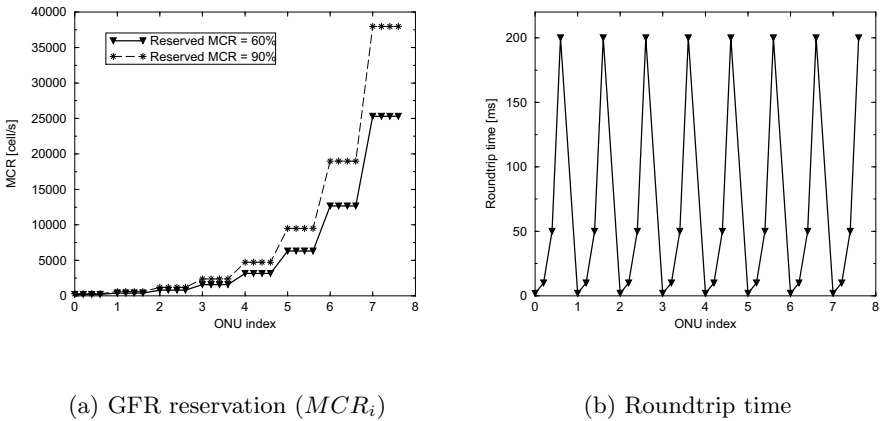 40000
35000
30000
25000
20000
15000
10000
5000
0
MCR [cell/s]
Reserved MCR = 60%
Reserved MCR = 90%
0 1 2 3 4 5 6 7 8
ONU index
(a) GFR reservation (MCRi)
200
150
100
50
0
Roundtrip time [ms]
0 1 2 3 4 5 6 7 8
ONU index
(b) Roundtrip time